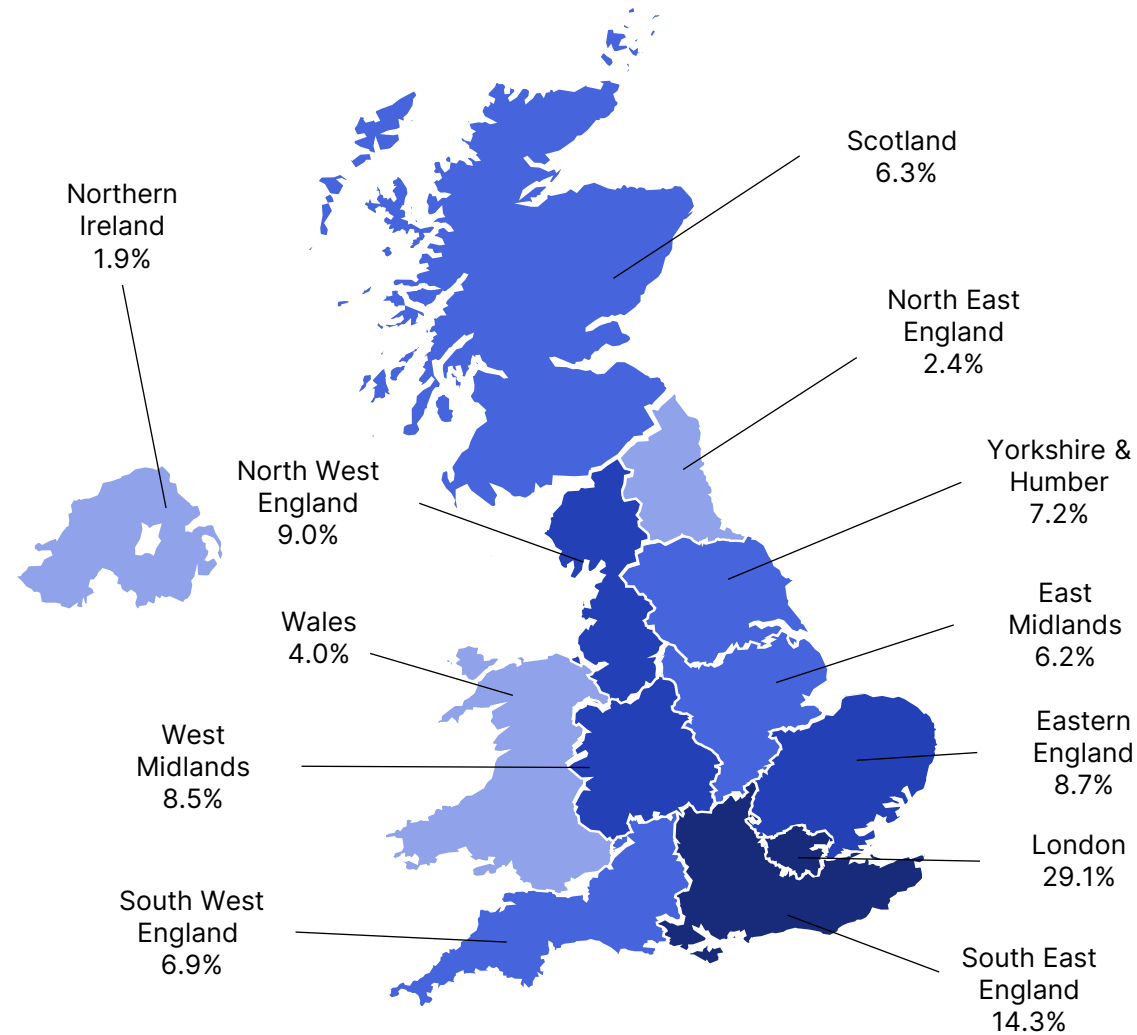 Scotland
6.3%
Northern
Ireland
1.9%
North East
England
2.4%
Yorkshire &
Humber
7.2%
North West
England
9.0%
East
Midlands
6.2%
Wales
4.0%
Eastern
England
8.7%
West
Midlands
8.5%
London
29.1%
South West
England
6.9%
South East
England
14.3%